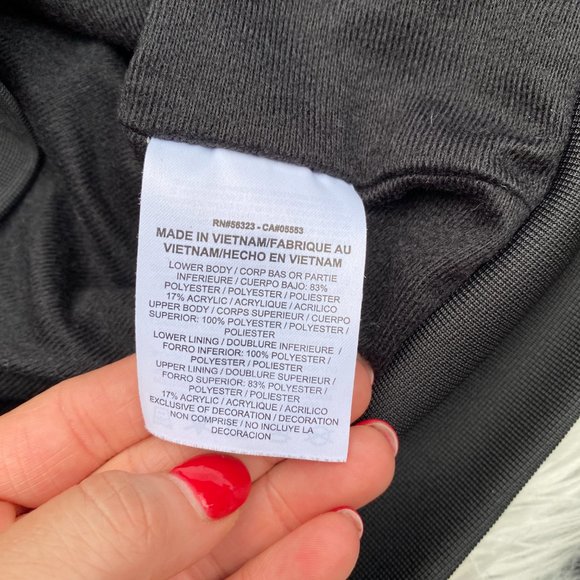 RN#56323 - CA#05553
MADE IN VIETNAM/FABRIQUE AU
VIETNAM/HECHO EN VIETNAM
LOWER BODY / CORP BAS OR PARTIE
INFERIEURE / CUERPO BAJO: 83%
POLYESTER / POLYESTER / POLIESTER
17% ACRYLIC / ACRYLIQUE / ACRILICO
UPPER BODY / CORPS SUPERIEUR / CUERPO
SUPERIOR: 100% POLYESTER / POLYESTER /
POLIESTER
LOWER LINING / DOUBLURE INFERIEURE /
FORRO INFERIOR: 100% POLYESTER /
POLYESTER / POLIESTER
UPPER LINING / DOUBLURE SUPERIEUR /
FORRO SUPERIOR: 83% POLYESTER /
POLYESTER / POLIESTER
17% ACRYLIC / ACRYLIQUE / ACRILICO
EXCLUSIVE OF DECORATION / DECORATION
NON COMPRISE / NO INCLUYE LA
DECORACION